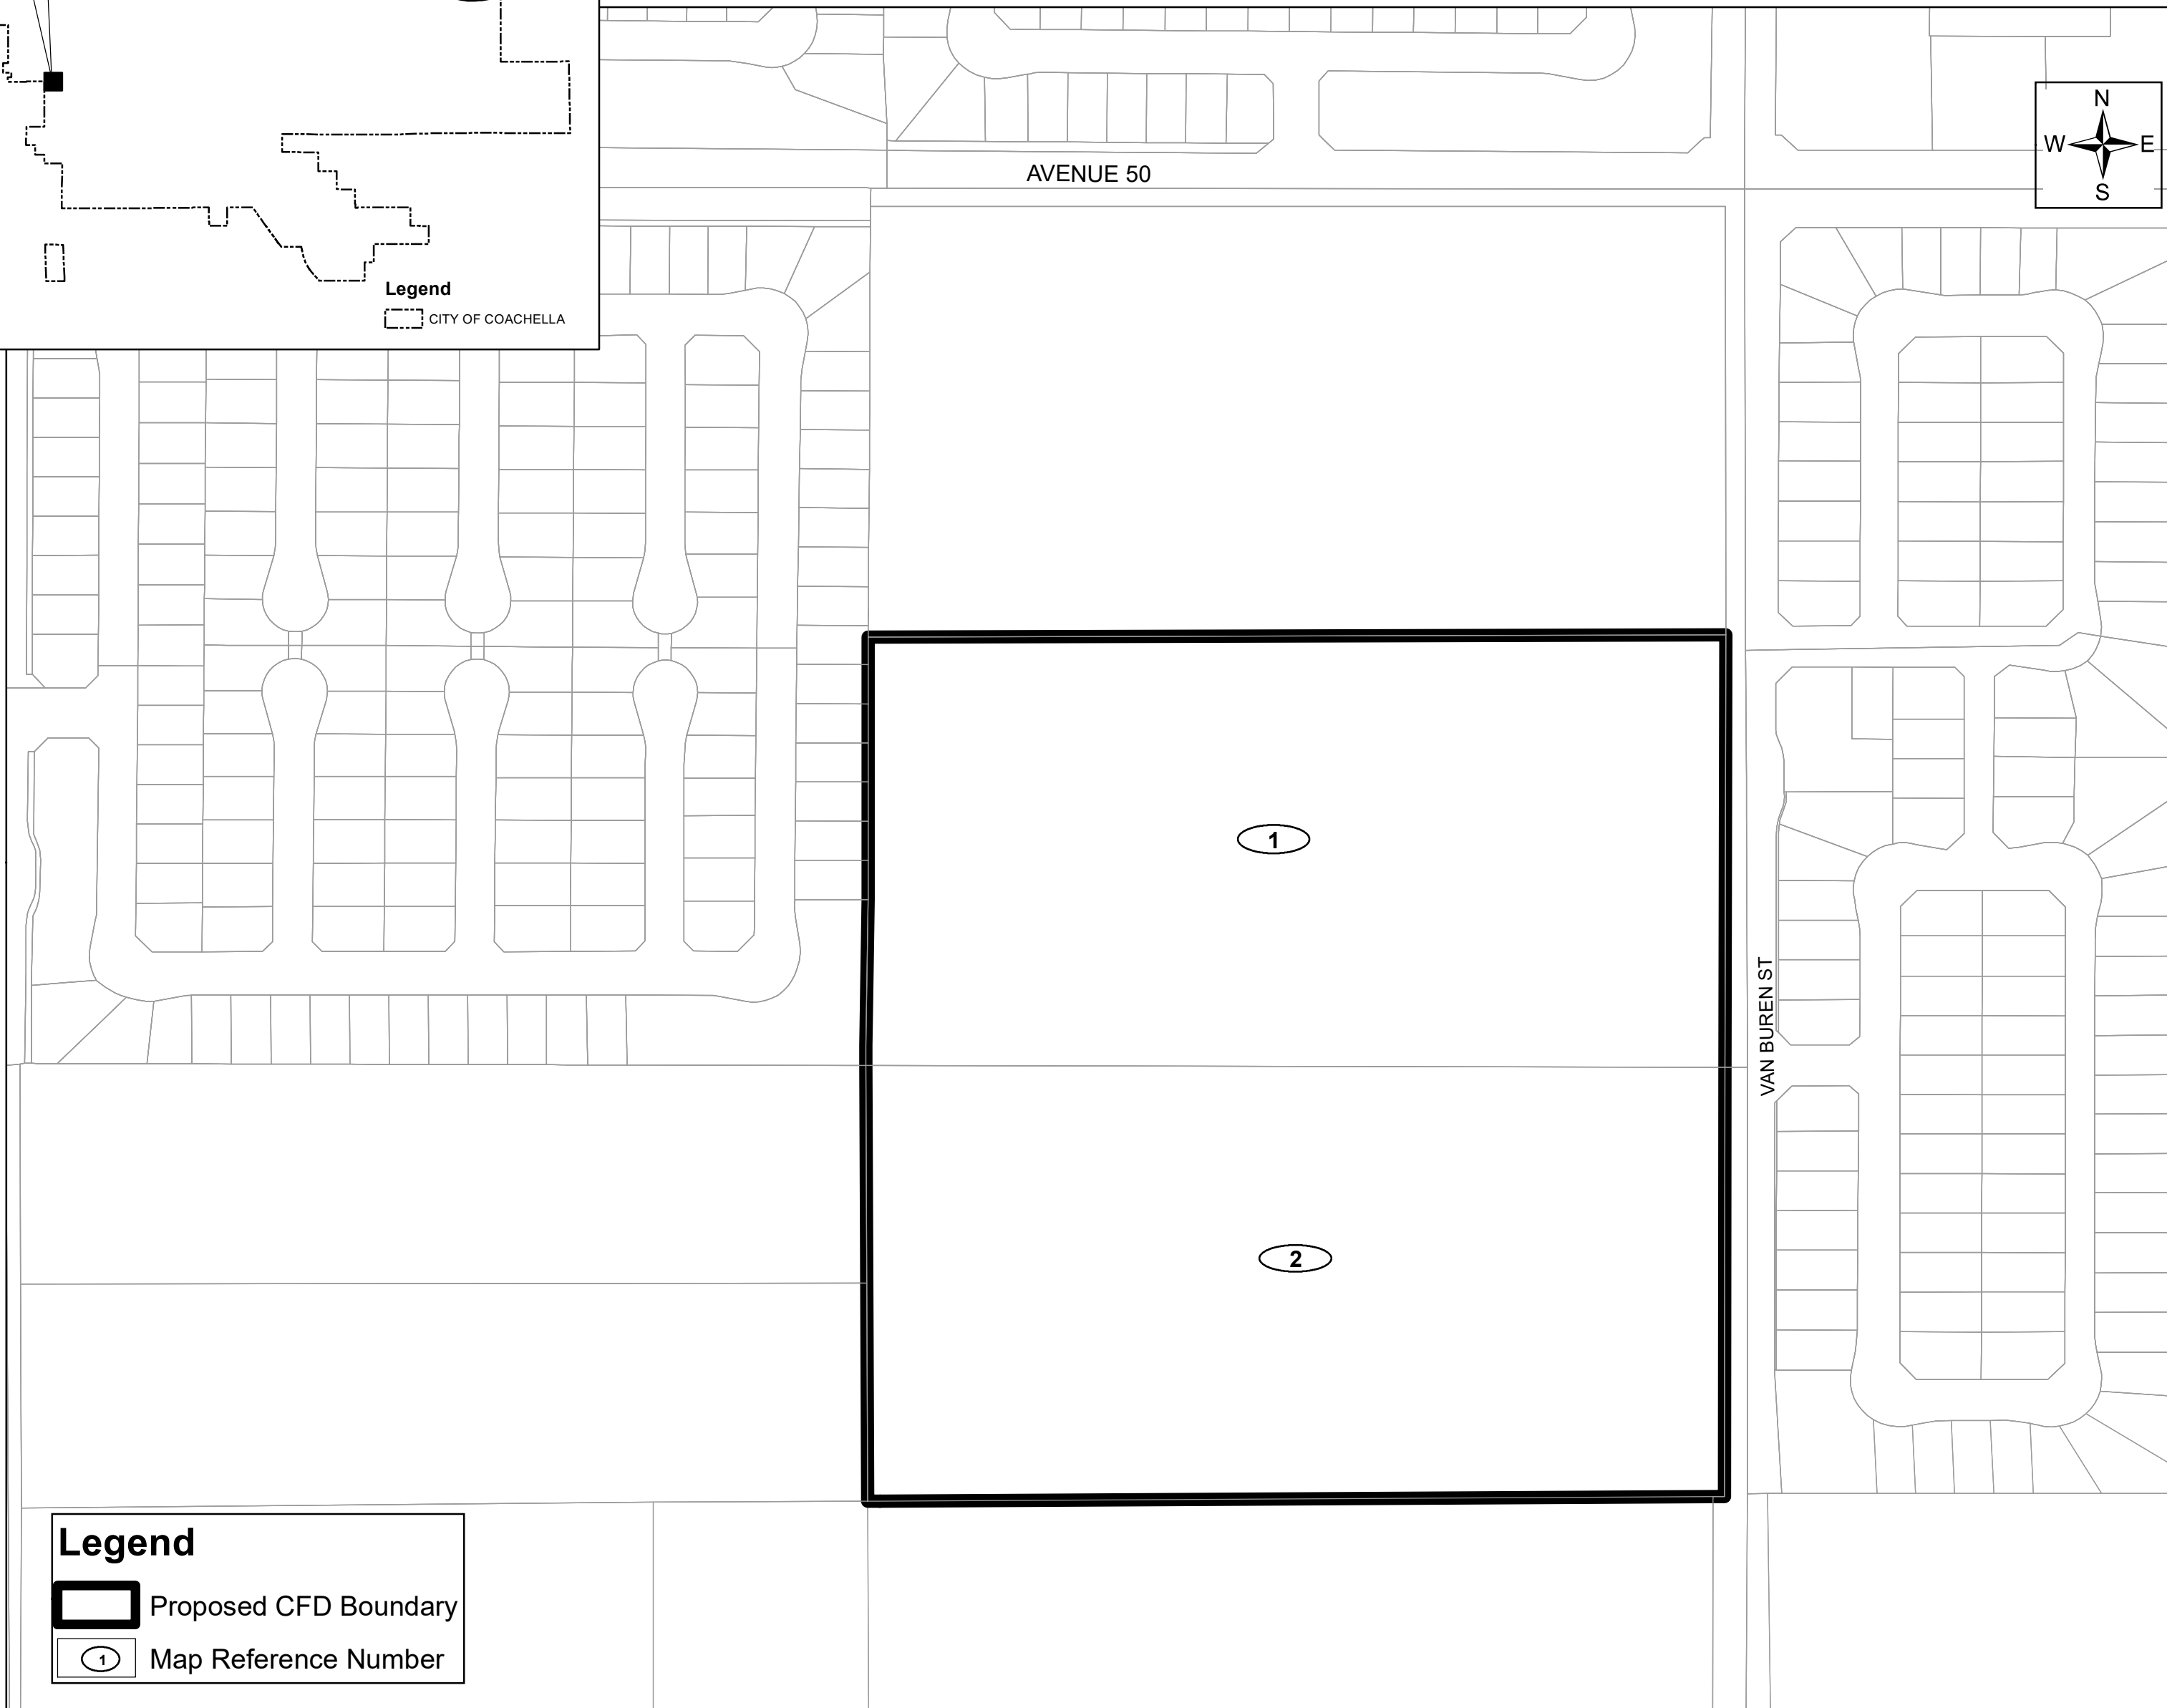 N
W E
S
AVENUE 50
Legend
CITY OF COACHELLA
1
VAN BUREN ST
2
Legend
Proposed CFD Boundary
1 Map Reference Number